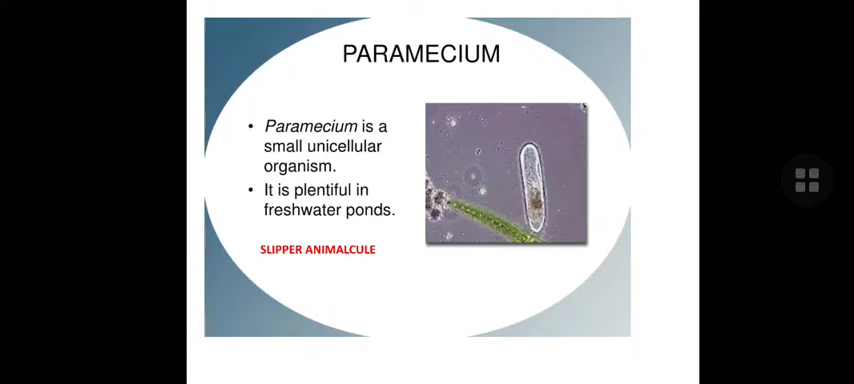 PARAMECIUM
• Paramecium is a
small unicellular
organism.
• It is plentiful in
freshwater ponds.
SLIPPER ANIMALCULE